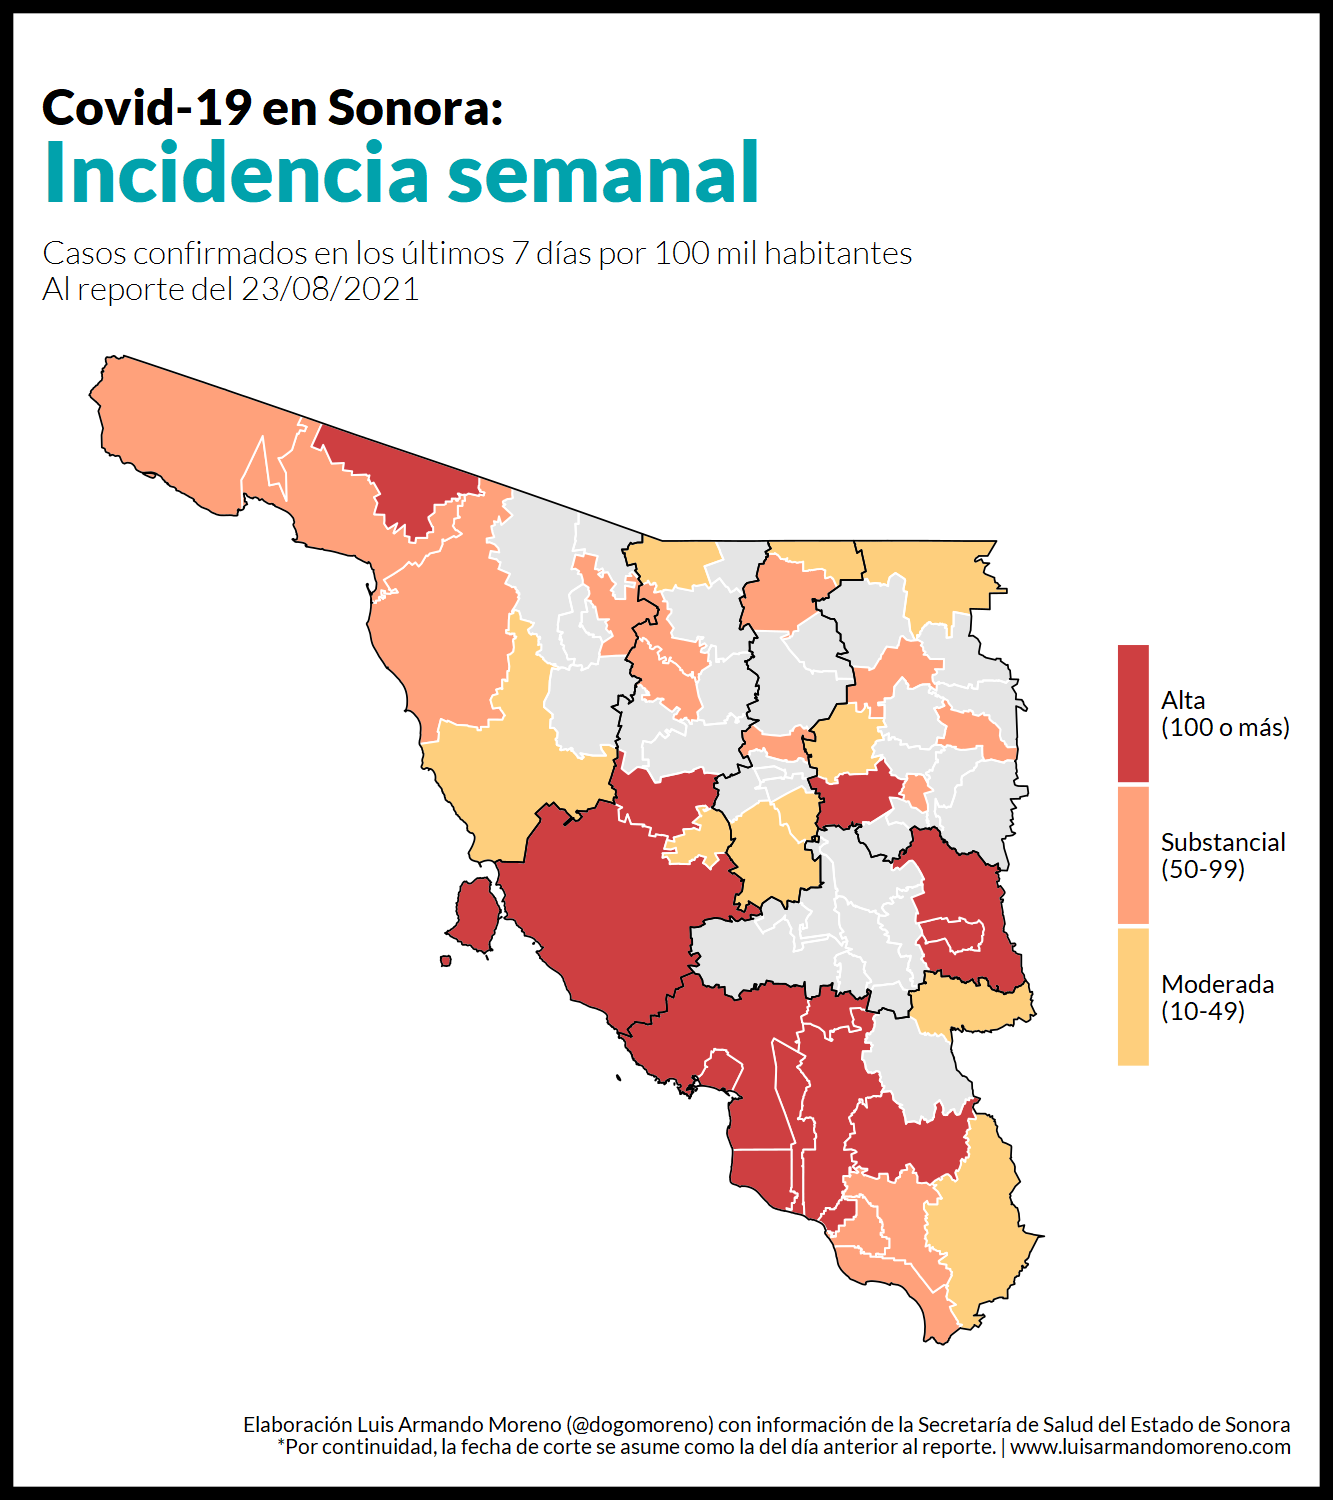 Covid-19 en Sonora:
Incidencia semanal
Casos confirmados en los últimos 7 días por 100 mil habitantes
Al reporte del 23/08/2021
Alta
(100 o más)
Substancial
(50-99)
Moderada
(10-49)
Elaboración Luis Armando Moreno (@dogomoreno) con información de la Secretaría de Salud del Estado de Sonora
*Por continuidad, la fecha de corte se asume como la del día anterior al reporte. | www.luisarmandomoreno.com